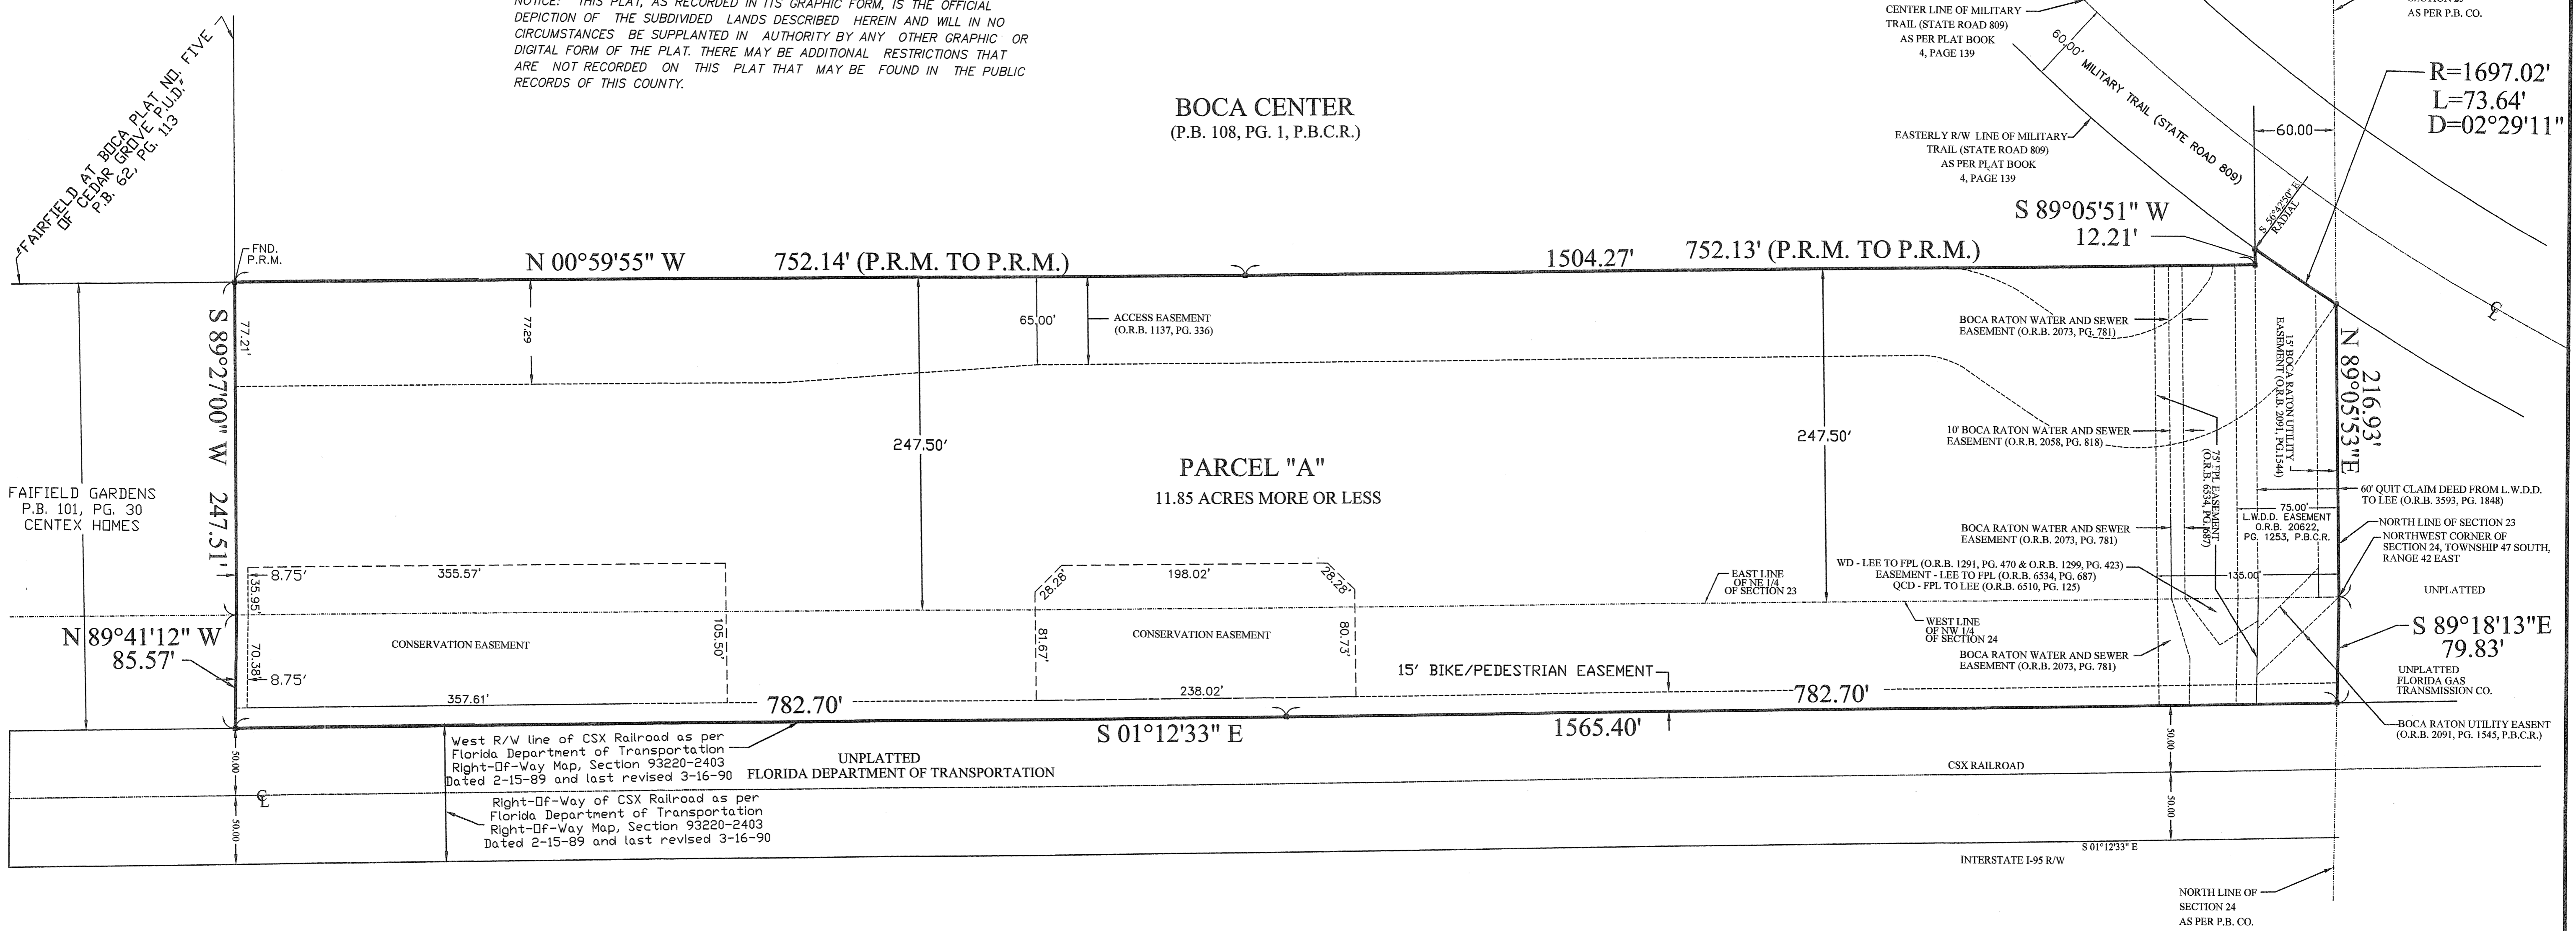 NOTICE: THIS PLAT, AS RECORDED IN ITS GRAPHIC FORM, IS THE OFFICIAL
DEPICTION OF THE SUBDIVIDED LANDS DESCRIBED HEREIN AND WILL IN NO
CIRCUMSTANCES BE SUPPLANTED IN AUTHORITY BY ANY OTHER GRAPHIC OR
DIGITAL FORM OF THE PLAT. THERE MAY BE ADDITIONAL RESTRICTIONS THAT
ARE NOT RECORDED ON THIS PLAT THAT MAY BE FOUND IN THE PUBLIC
RECORDS OF THIS COUNTY.
"FAIRFIELD AT BOCA PLAT NO. FIVE
OF CEDAR GROVE P.U.D."
P.B. 62, PG. 113
BOCA CENTER
(P.B. 108, PG. 1, P.B.C.R.)
CENTER LINE OF MILITARY
TRAIL (STATE ROAD 809)
AS PER PLAT BOOK
4, PAGE 139
60.00'
MILITARY TRAIL (STATE ROAD 809)
AS PER P.B. CO.
R=1697.02'
L=73.64'
D=02°29'11"
60.00
EASTERLY R/W LINE OF MILITARY
TRAIL (STATE ROAD 809)
AS PER PLAT BOOK
4, PAGE 139
S 56°42'50" E
RADIAL
S 89°05'51" W
12.21'
FND.
P.R.M.
N 00°59'55" W
752.14' (P.R.M. TO P.R.M.)
1504.27'
752.13' (P.R.M. TO P.R.M.)
77.21'
77.29
65.00'
ACCESS EASEMENT
(O.R.B. 1137, PG. 336)
BOCA RATON WATER AND SEWER
EASEMENT (O.R.B. 2073, PG. 781)
15' BOCA RATON UTILITY
EASEMENT (O.R.B. 2091, PG.1544)
216.93'
N 89°05'53"E
S 89°27'00" W 247.51'
247.50'
247.50'
10' BOCA RATON WATER AND SEWER
EASEMENT (O.R.B. 2058, PG. 818)
75' FPL EASEMENT
(O.R.B. 6534, PG.687)
PARCEL "A"
11.85 ACRES MORE OR LESS
FAIFIELD GARDENS
P.B. 101, PG. 30
CENTEX HOMES
60' QUIT CLAIM DEED FROM L.W.D.D.
TO LEE (O.R.B. 3593, PG. 1848)
75.00'
L.W.D.D. EASEMENT
O.R.B. 20622,
PG. 1253, P.B.C.R.
NORTH LINE OF SECTION 23
BOCA RATON WATER AND SEWER
EASEMENT (O.R.B. 2073, PG. 781)
NORTHWEST CORNER OF
SECTION 24, TOWNSHIP 47 SOUTH,
RANGE 42 EAST
WD - LEE TO FPL (O.R.B. 1291, PG. 470 & O.R.B. 1299, PG. 423)
EASEMENT - LEE TO FPL (O.R.B. 6534, PG. 687)
QCD - FPL TO LEE (O.R.B. 6510, PG. 125)
135.00'
8.75'
355.57'
35.95'
28.28'
198.02'
28.28'
EAST LINE
OF NE 1/4
OF SECTION 23
UNPLATTED
N 89°41'12" W
85.57'
70.38'
8.75'
CONSERVATION EASEMENT
105.50'
81.67'
CONSERVATION EASEMENT
80.73'
WEST LINE
OF NW 1/4
OF SECTION 24
S 89°18'13"E
79.83'
BOCA RATON WATER AND SEWER
EASEMENT (O.R.B. 2073, PG. 781)
15' BIKE/PEDESTRIAN EASEMENT
UNPLATTED
FLORIDA GAS
TRANSMISSION CO.
357.61'
782.70'
238.02'
782.70'
S 01°12'33" E
1565.40'
BOCA RATON UTILITY EASENT
(O.R.B. 2091, PG. 1545, P.B.C.R.)
West R/W line of CSX Railroad as per
Florida Department of Transportation
Right-Of-Way Map, Section 93220-2403
Dated 2-15-89 and last revised 3-16-90
UNPLATTED
FLORIDA DEPARTMENT OF TRANSPORTATION
CSX RAILROAD
50.00
50.00
50.00
50.00
Right-Of-Way of CSX Railroad as per
Florida Department of Transportation
Right-Of-Way Map, Section 93220-2403
Dated 2-15-89 and last revised 3-16-90
S 01°12'33" E
INTERSTATE I-95 R/W
NORTH LINE OF
SECTION 24
AS PER P.B. CO.